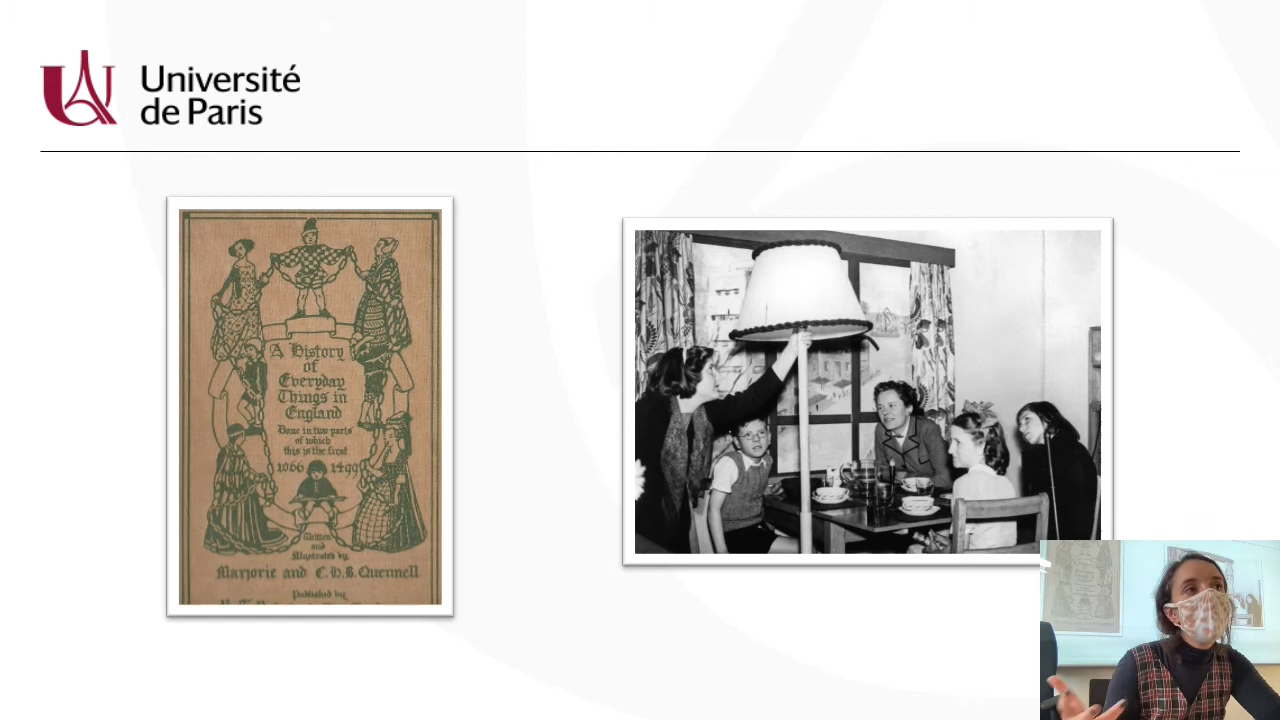 Université
de Paris
A History
of
Everyday
Things in
England
Done in two parts
of which
this is the first
1066 1499
Written
and
Illustrated by
Marjorie and C.H.B. Quennell
Published by